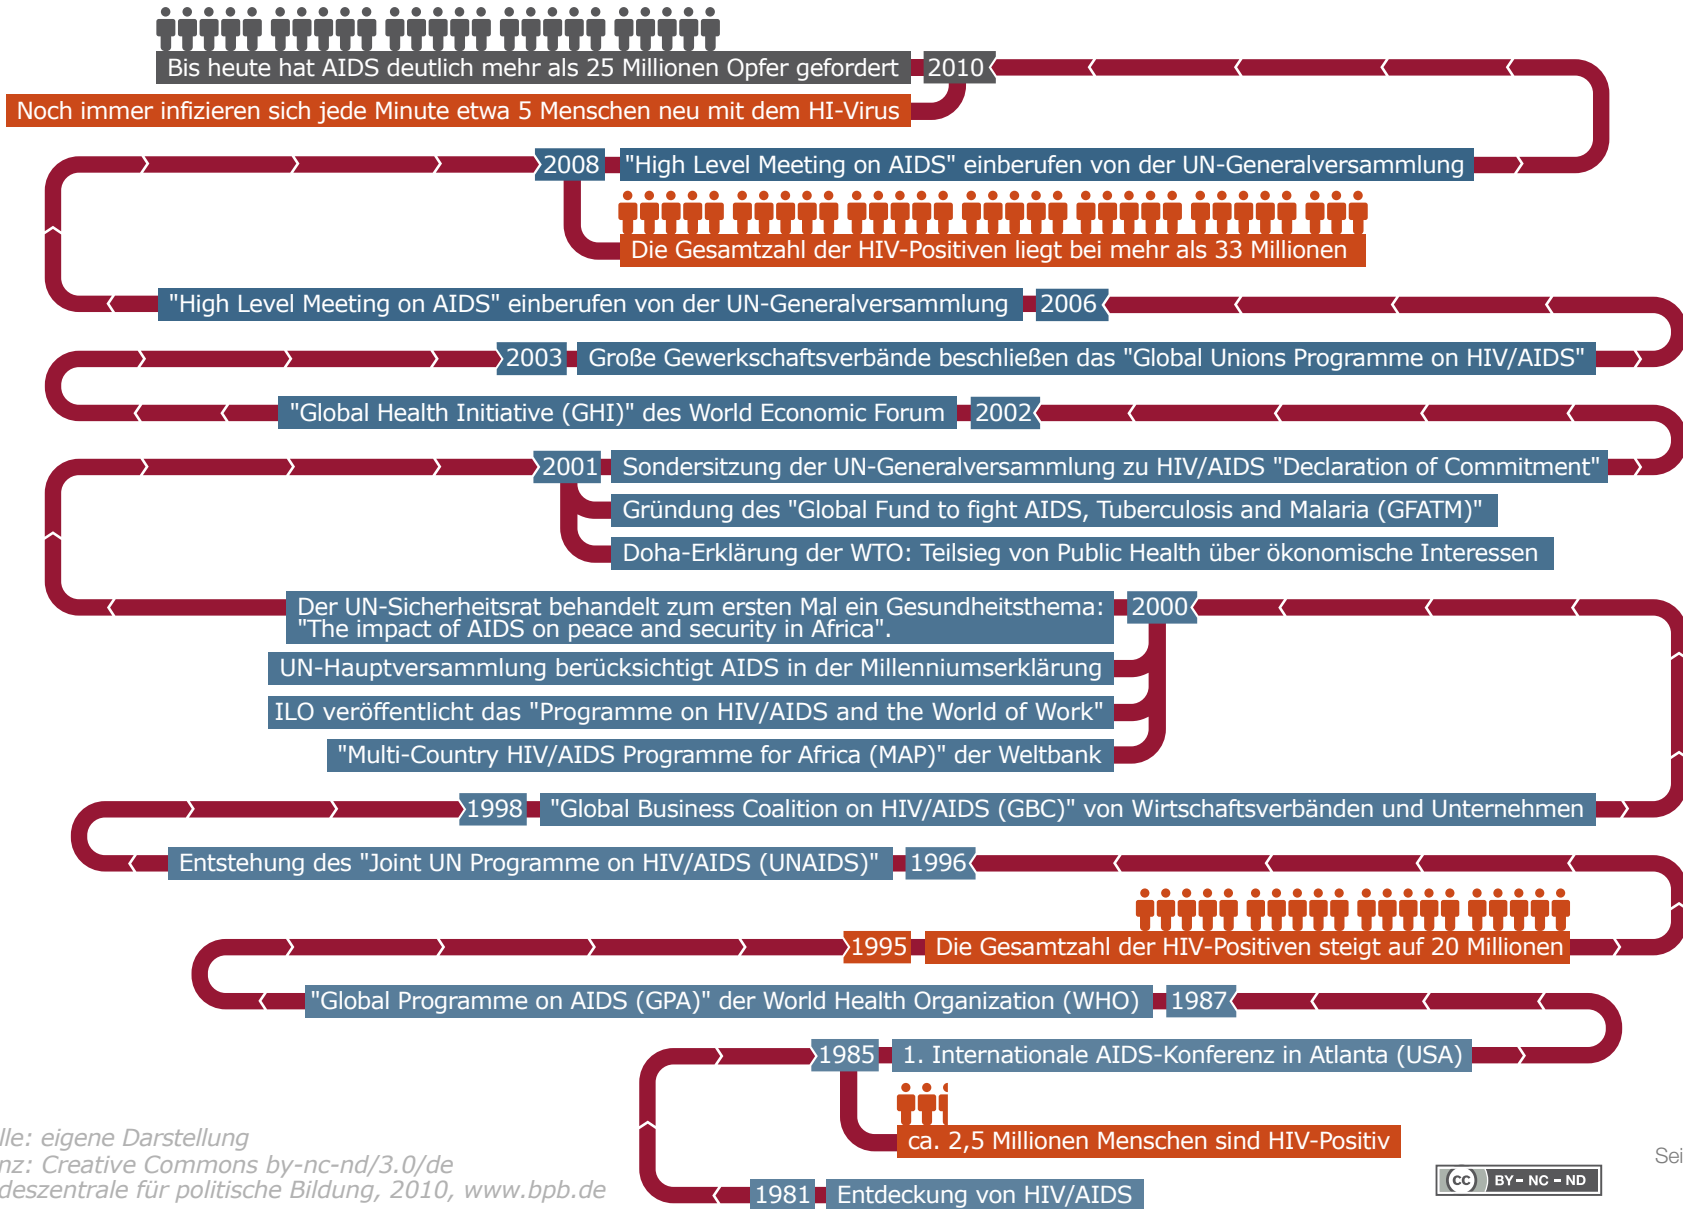 Bis heute hat AIDS deutlich mehr als 25 Millionen Opfer gefordert 2010
Noch immer infizieren sich jede Minute etwa 5 Menschen neu mit dem HI-Virus
2008 "High Level Meeting on AIDS" einberufen von der UN-Generalversammlung
Die Gesamtzahl der HIV-Positiven liegt bei mehr als 33 Millionen
"High Level Meeting on AIDS" einberufen von der UN-Generalversammlung 2006
2003 Große Gewerkschaftsverbände beschließen das "Global Unions Programme on HIV/AIDS"
"Global Health Initiative (GHI)" des World Economic Forum 2002
2001 Sondersitzung der UN-Generalversammlung zu HIV/AIDS "Declaration of Commitment"
Gründung des "Global Fund to fight AIDS, Tuberculosis and Malaria (GFATM)"
Doha-Erklärung der WTO: Teilsieg von Public Health über ökonomische Interessen
Der UN-Sicherheitsrat behandelt zum ersten Mal ein Gesundheitsthema: 2000
"The impact of AIDS on peace and security in Africa".
UN-Hauptversammlung berücksichtigt AIDS in der Millenniumserklärung
ILO veröffentlicht das "Programme on HIV/AIDS and the World of Work"
"Multi-Country HIV/AIDS Programme for Africa (MAP)" der Weltbank
1998 "Global Business Coalition on HIV/AIDS (GBC)" von Wirtschaftsverbänden und Unternehmen
Entstehung des "Joint UN Programme on HIV/AIDS (UNAIDS)" 1996
1995 Die Gesamtzahl der HIV-Positiven steigt auf 20 Millionen
"Global Programme on AIDS (GPA)" der World Health Organization (WHO) 1987
1985 1. Internationale AIDS-Konferenz in Atlanta (USA)
ca. 2,5 Millionen Menschen sind HIV-Positiv
1981 Entdeckung von HIV/AIDS
lle: eigene Darstellung
nz: Creative Commons by-nc-nd/3.0/de
deszentrale für politische Bildung, 2010, www.bpb.de
cc BY - NC - ND
Sei